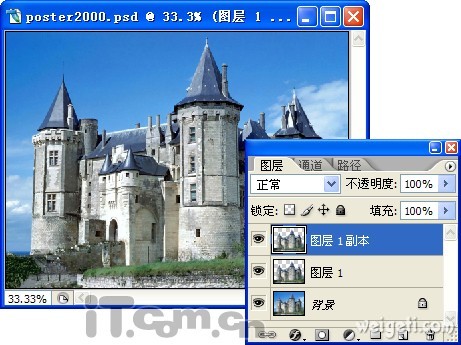 poster2000.psd @ 33.3% (图层 1 ...
图层 通道 路径
正常 不透明度: 100%
锁定: 填充: 100%
图层 1 副本
图层 1
背景
33.33%
iT.com.cn
weigeti.com